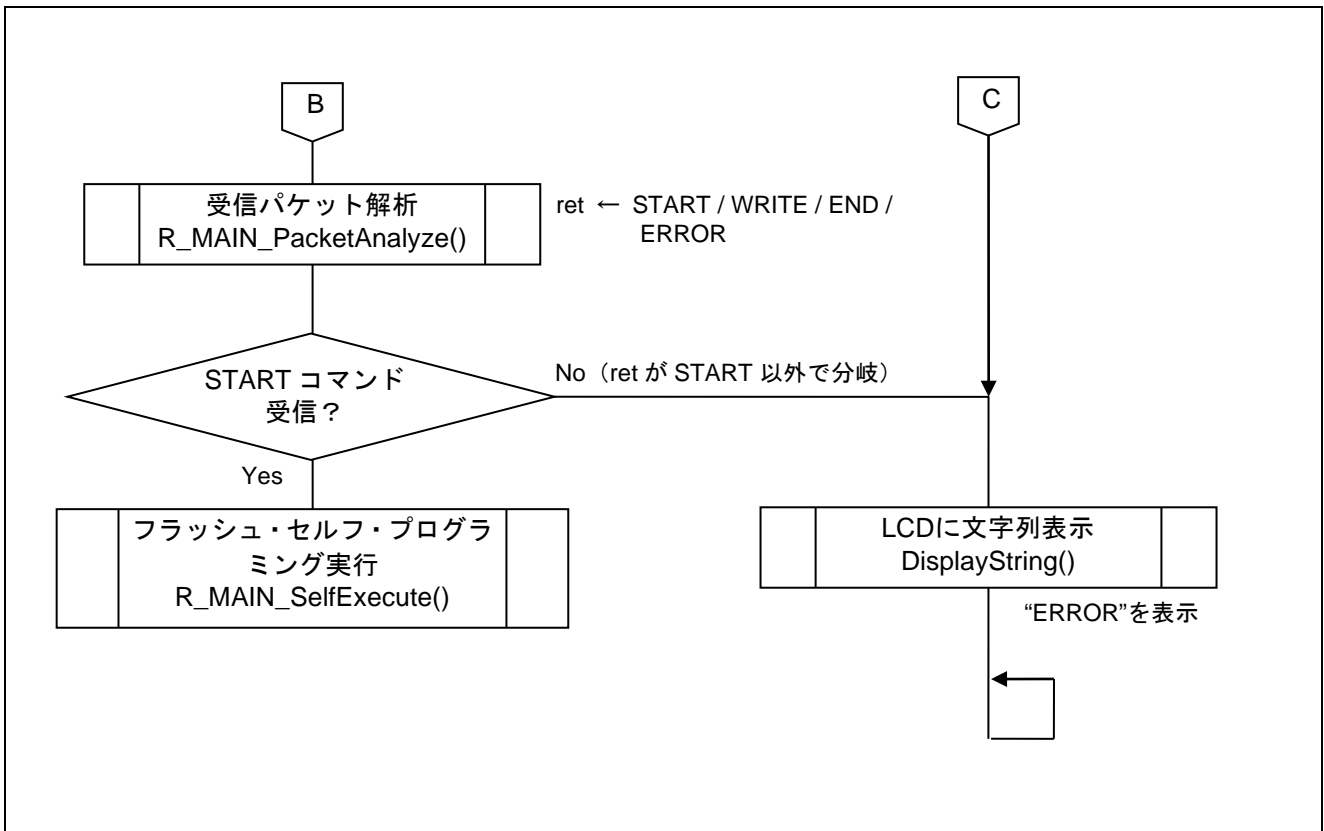 B
C
受信パケット解析
R_MAIN_PacketAnalyze()
ret ← START / WRITE / END /
ERROR
START コマンド
受信？
No（ret が START 以外で分岐）
Yes
フラッシュ・セルフ・プログラ
ミング実行
R_MAIN_SelfExecute()
LCDに文字列表示
DisplayString()
“ERROR”を表示